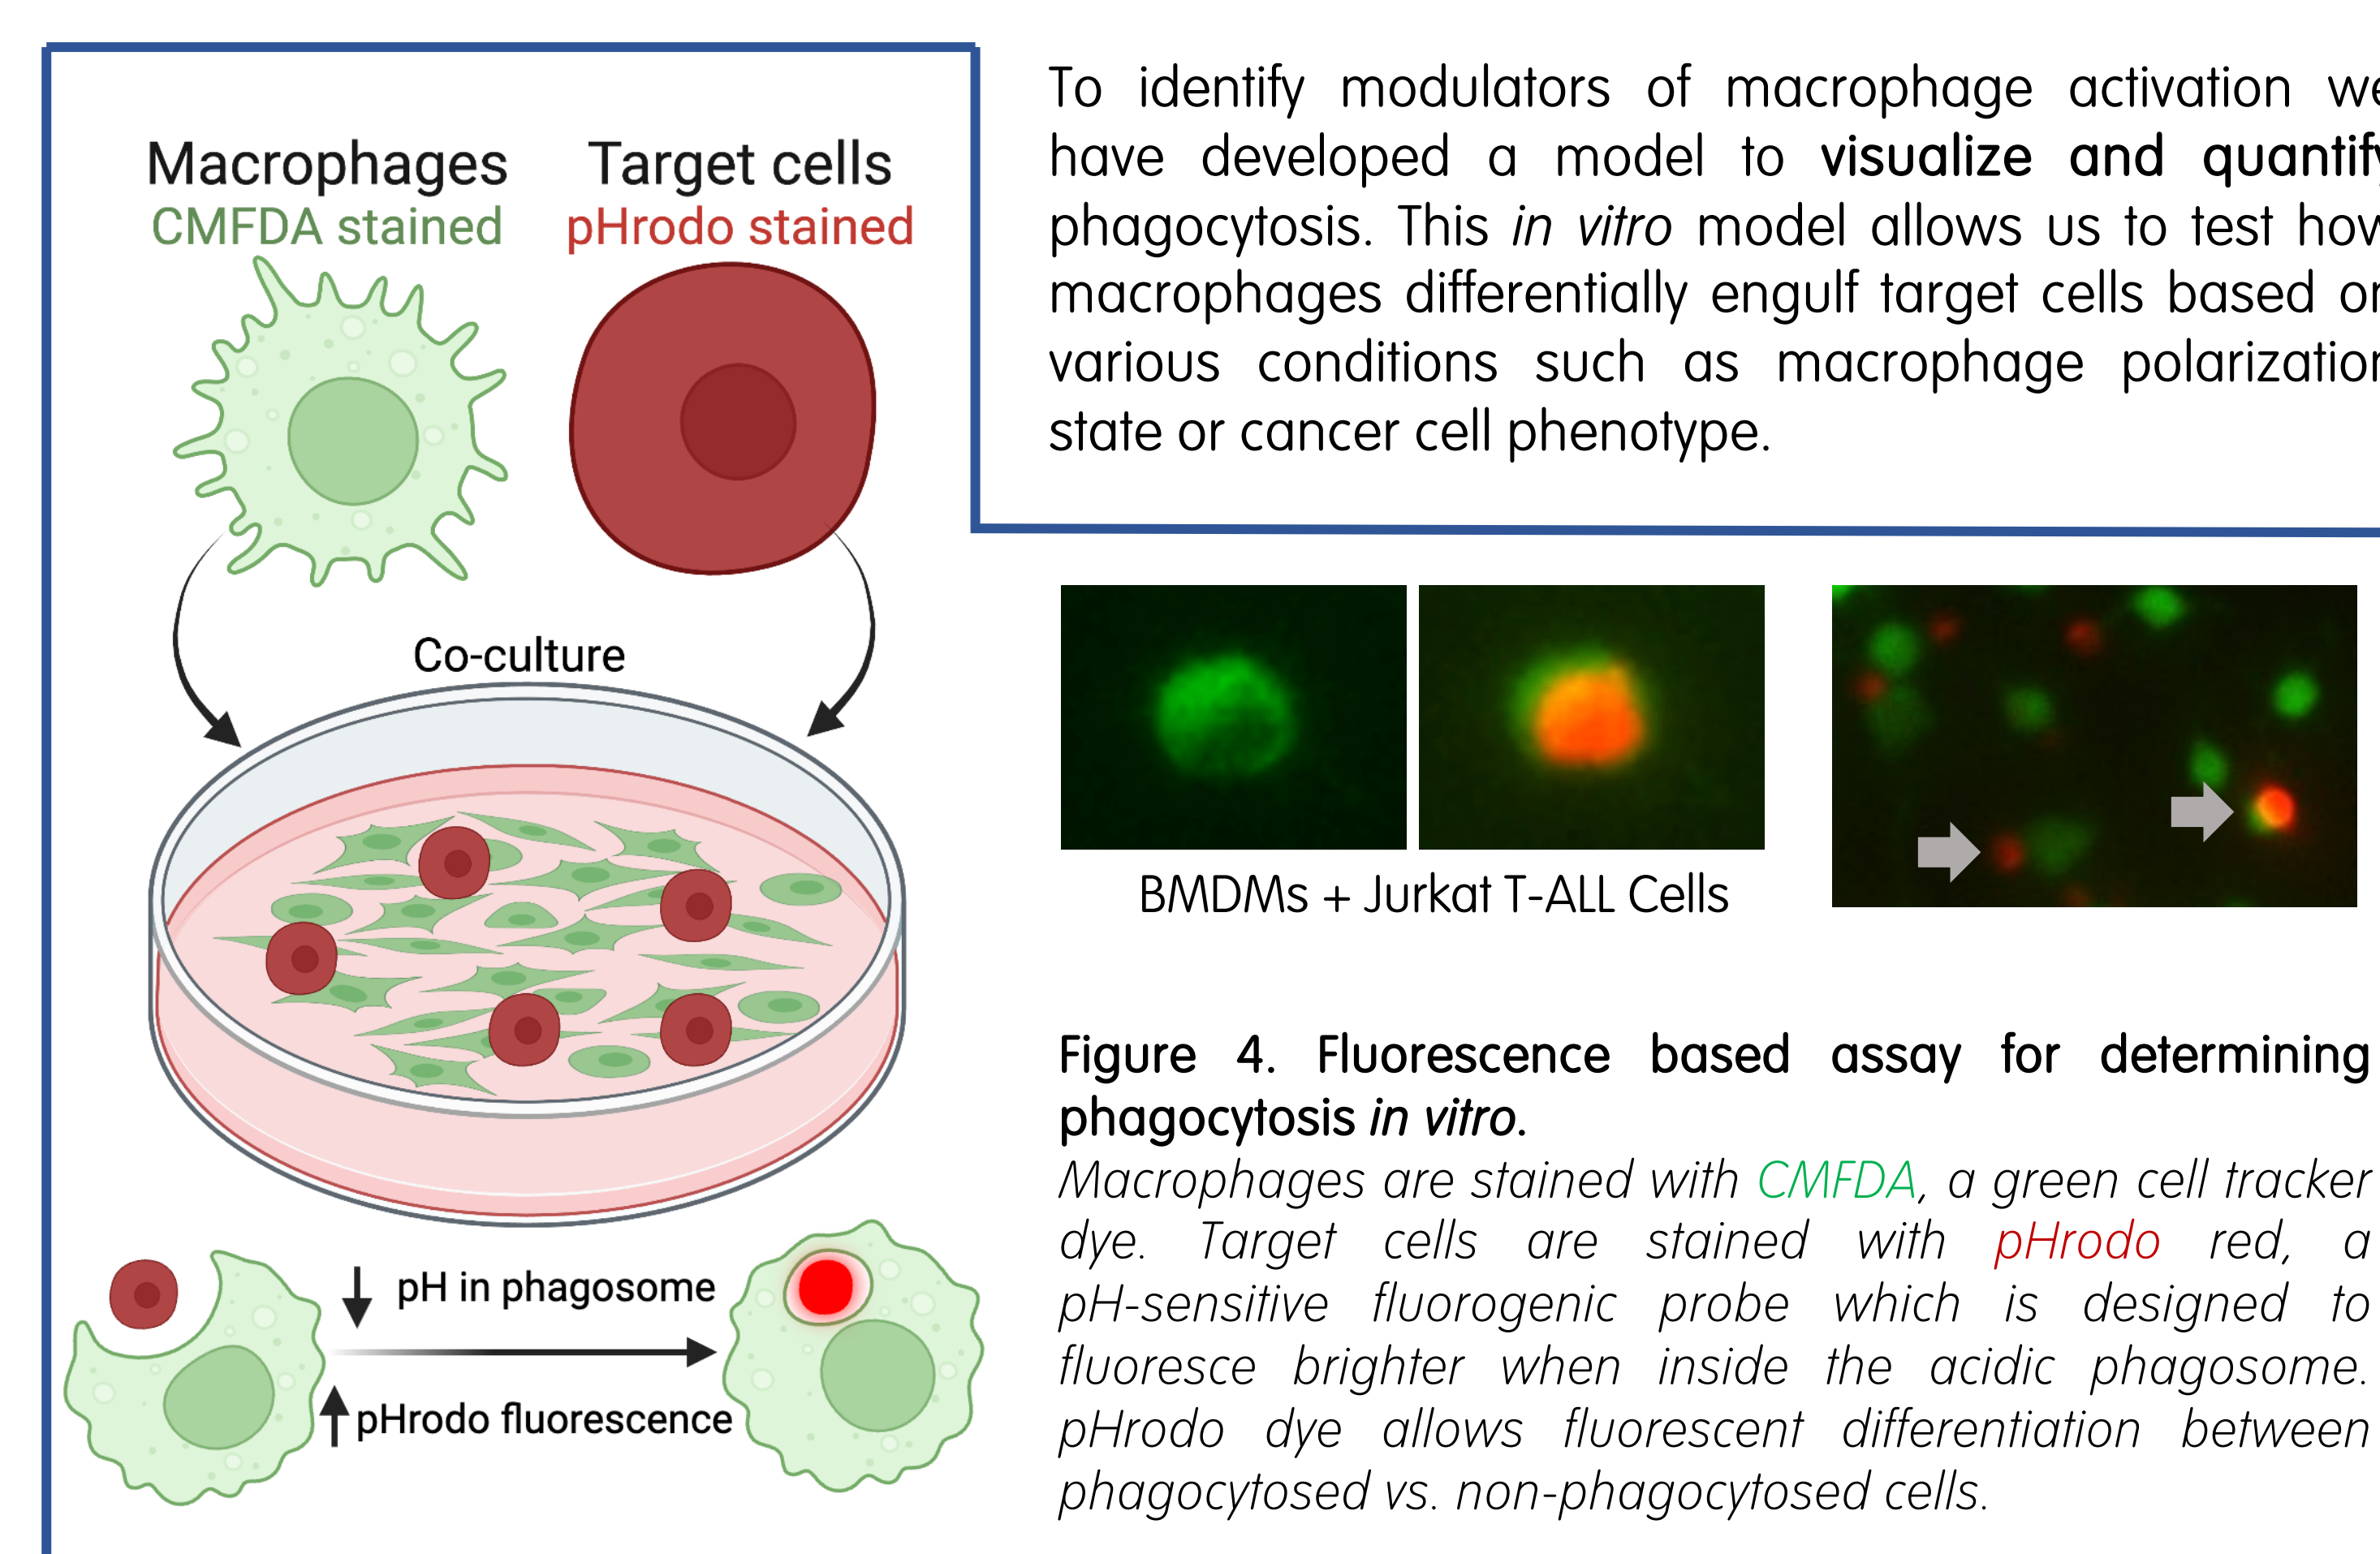 Macrophages
CMFDA stained
Target cells
pHrodo stained
Co-culture
pH in phagosome
pHrodo fluorescence
To identify modulators of macrophage activation we
have developed a model to visualize and quantify
phagocytosis. This in vitro model allows us to test how
macrophages differentially engulf target cells based on
various conditions such as macrophage polarization
state or cancer cell phenotype.
BMDMs + Jurkat T-ALL Cells
Figure 4. Fluorescence based assay for determining
phagocytosis in vitro.
Macrophages are stained with CMFDA, a green cell tracker
dye. Target cells are stained with pHrodo red, a
pH-sensitive fluorogenic probe which is designed to
fluoresce brighter when inside the acidic phagosome.
pHrodo dye allows fluorescent differentiation between
phagocytosed vs. non-phagocytosed cells.